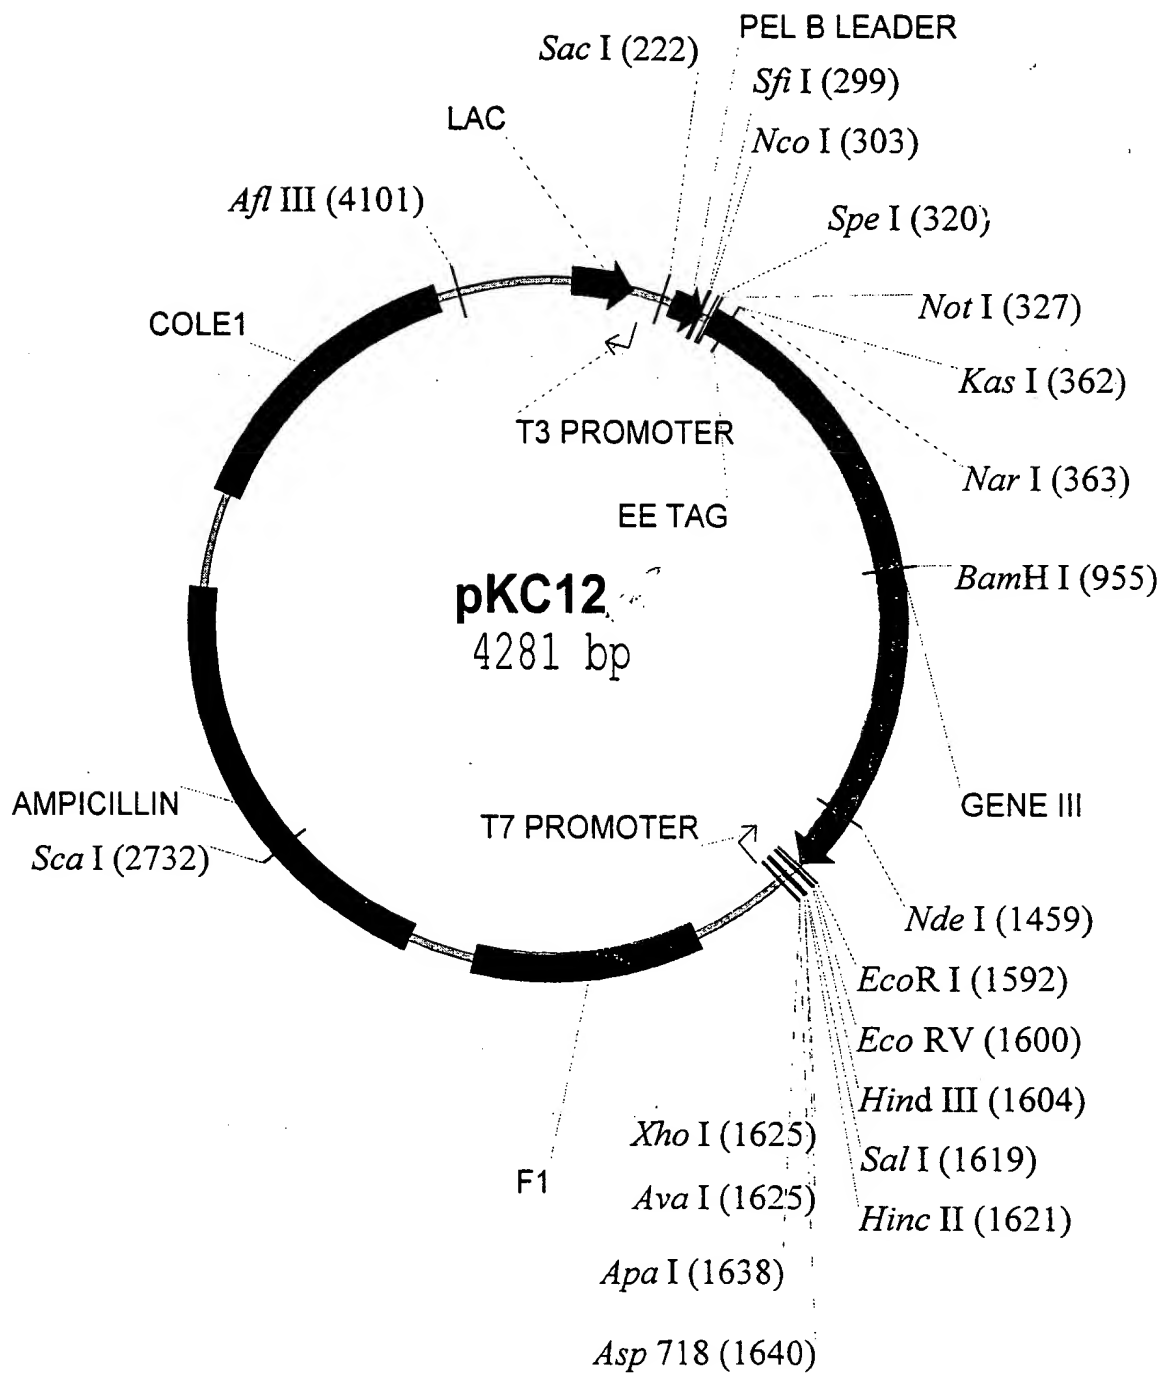 PEL B LEADER
Sac I (222)
Sfi I (299)
LAC
Nco I (303)
Afl III (4101)
Spe I (320)
Not I (327)
COLE1
Kas I (362)
T3 PROMOTER
Nar I (363)
EE TAG
BamH I (955)
pKC12
4281 bp
AMPICILLIN
GENE III
T7 PROMOTER
Sca I (2732)
Nde I (1459)
EcoR I (1592)
Eco RV (1600)
Hind III (1604)
Xho I (1625)
Sal I (1619)
F1
Ava I (1625)
Hinc II (1621)
Apa I (1638)
Asp 718 (1640)